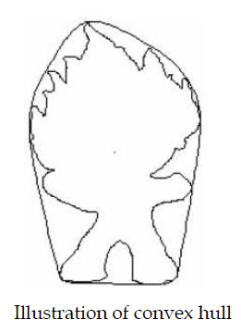 Illustration of convex hull